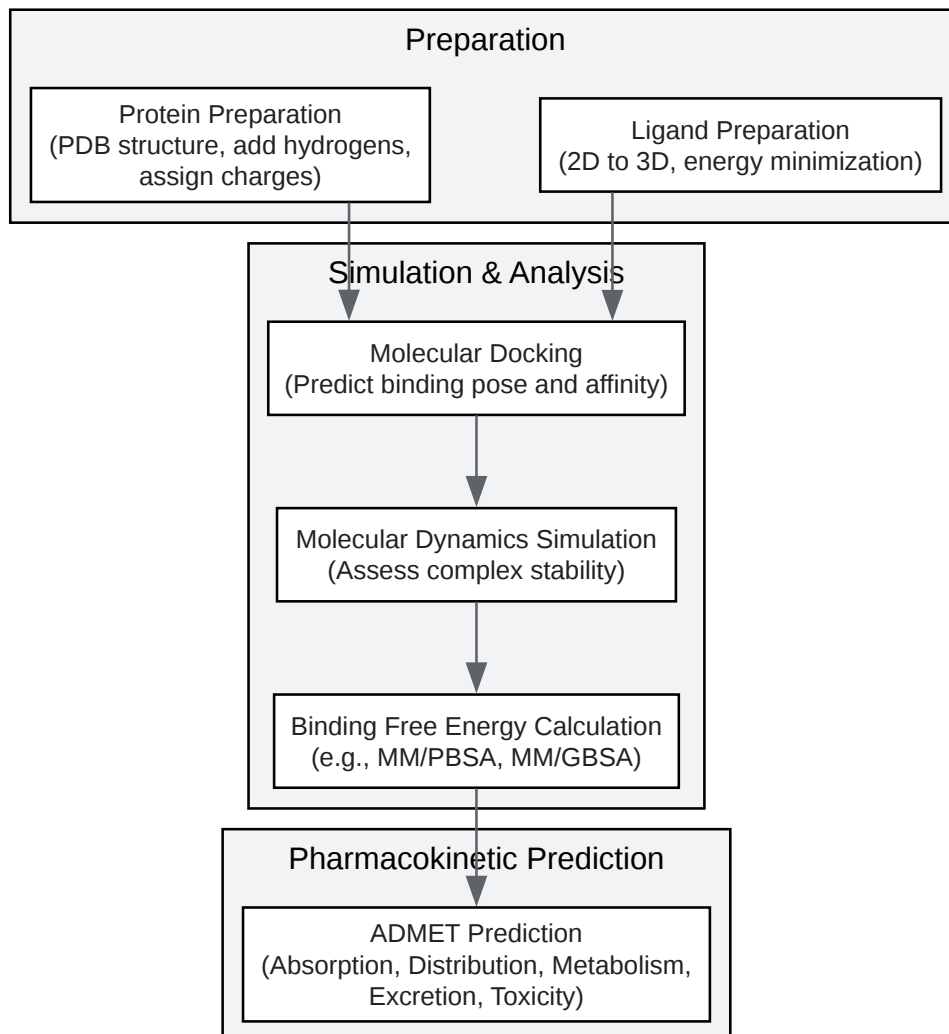 Preparation
Protein Preparation
(PDB structure, add hydrogens,
assign charges)
Ligand Preparation
(2D to 3D, energy minimization)
Simulation & Analysis
Molecular Docking
(Predict binding pose and affinity)
Molecular Dynamics Simulation
(Assess complex stability)
Binding Free Energy Calculation
(e.g., MM/PBSA, MM/GBSA)
Pharmacokinetic Prediction
ADMET Prediction
(Absorption, Distribution, Metabolism,
Excretion, Toxicity)